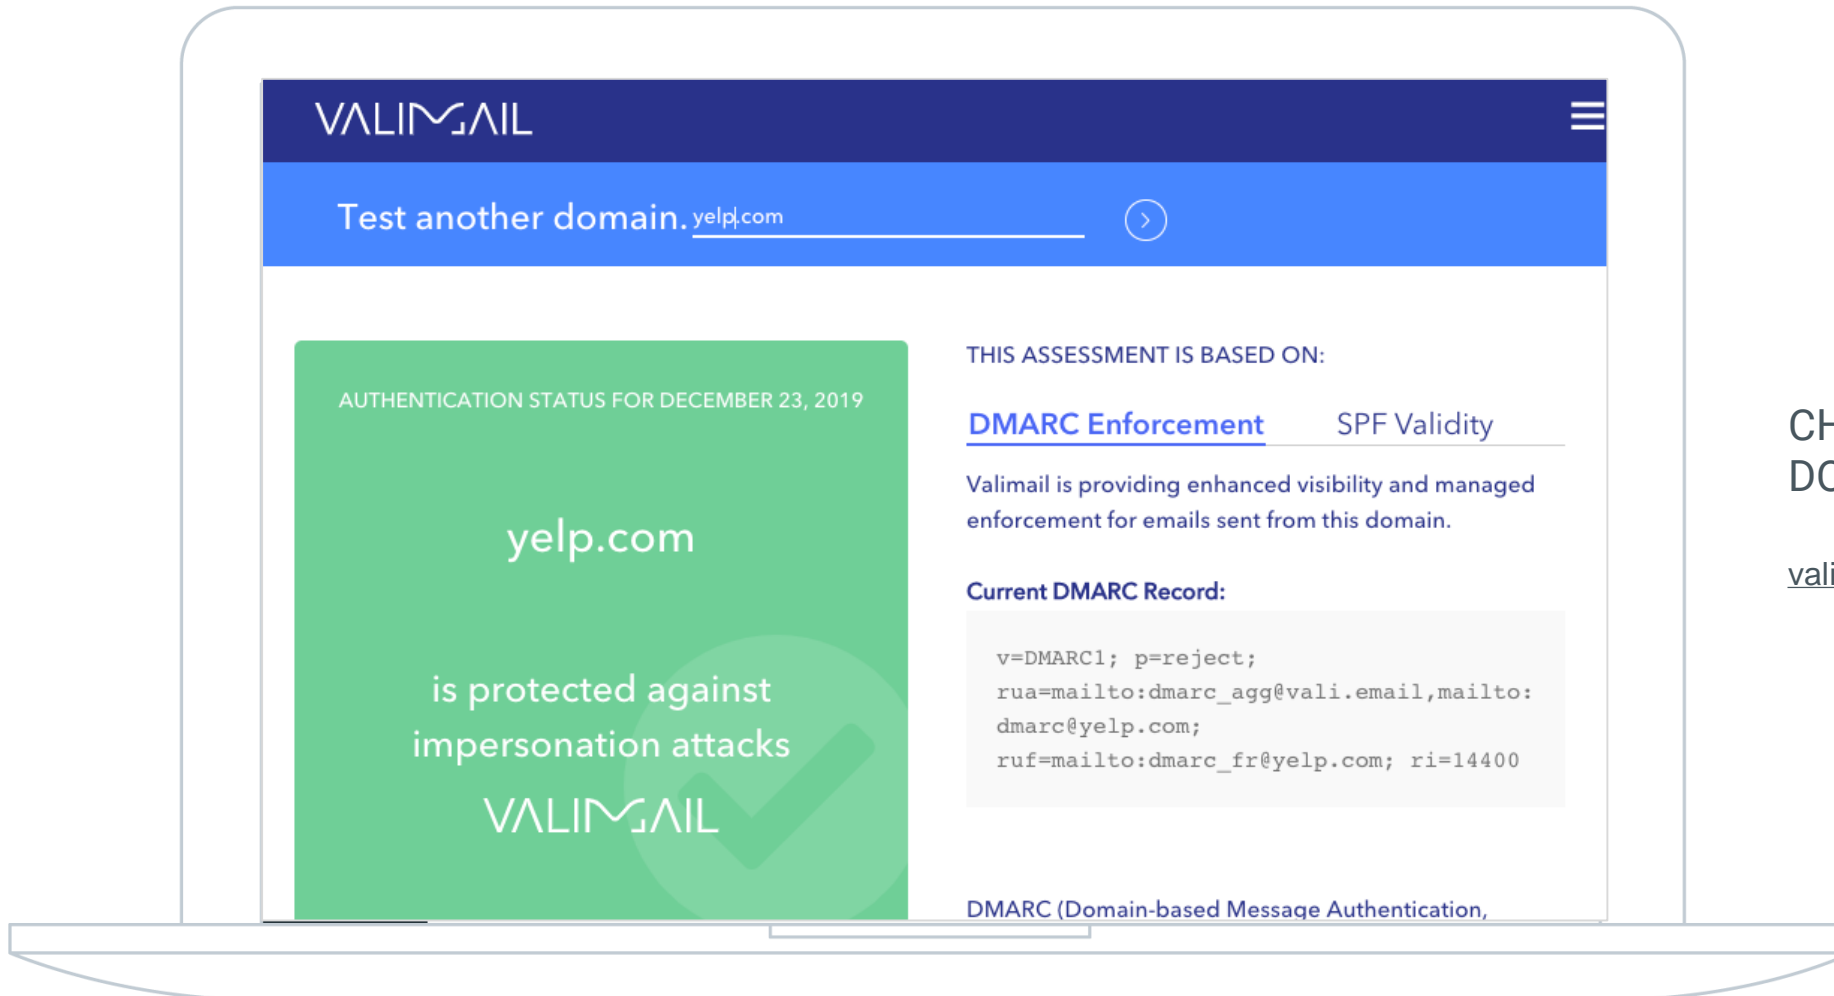 VALIMAIL
Test another domain. yelp.com
AUTHENTICATION STATUS FOR DECEMBER 23, 2019
yelp.com
is protected against
impersonation attacks
VALIMAIL
THIS ASSESSMENT IS BASED ON:
DMARC Enforcement SPF Validity
Valimail is providing enhanced visibility and managed
enforcement for emails sent from this domain.
Current DMARC Record:
v=DMARC1; p=reject;
rua=mailto:dmarc_agg@vali.email,mailto:
dmarc@yelp.com;
ruf=mailto:dmarc_fr@yelp.com; ri=14400
DMARC (Domain-based Message Authentication,